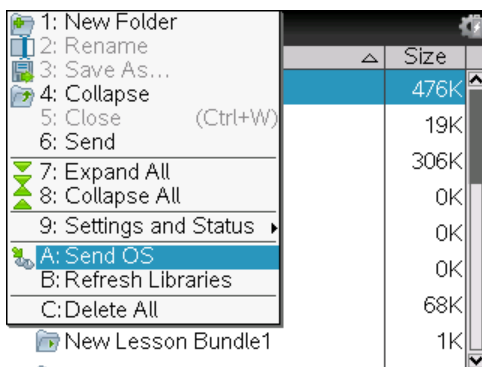 1: New Folder
2: Rename
3: Save As...
4: Collapse
5: Close (Ctrl+W)
6: Send
7: Expand All
8: Collapse All
9: Settings and Status
A: Send OS
B: Refresh Libraries
C: Delete All
Size
476K
19K
306K
0K
0K
0K
68K
New Lesson Bundle1 1K